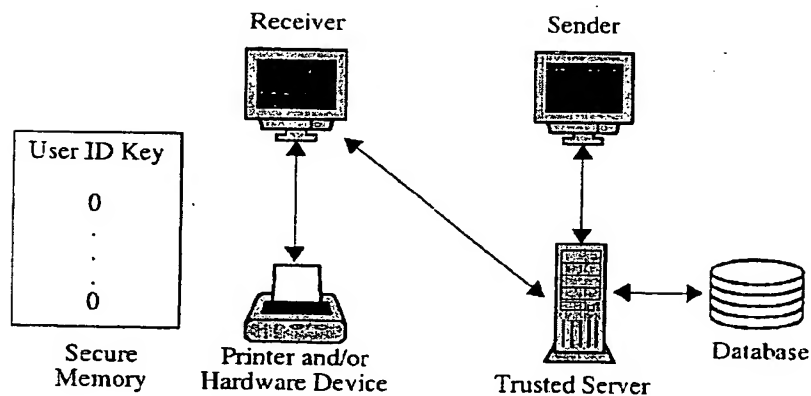 Receiver
Sender
User ID Key
0
.
.
.
.
0
Secure
Memory
Printer and/or
Hardware Device
Trusted Server
Database